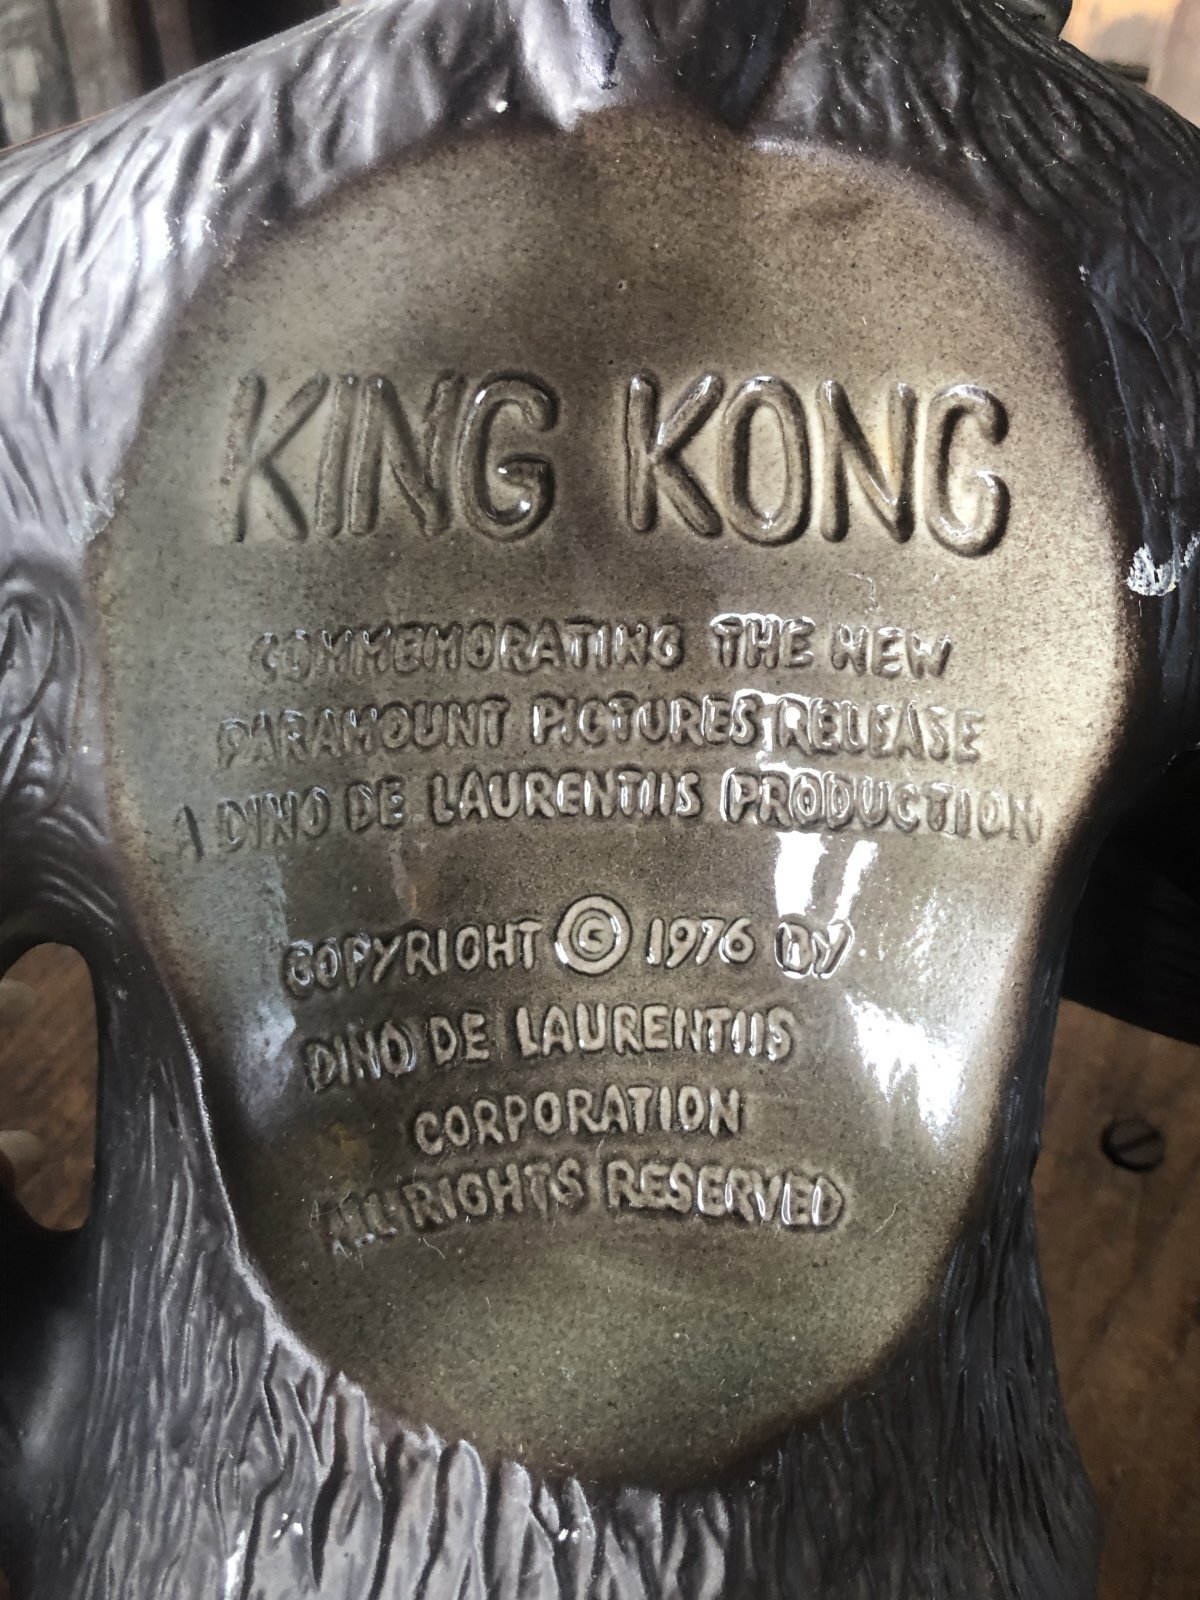 KING KONG
COMMEMORATING THE NEW
PARAMOUNT PICTURES RELEASE
A DINO DE LAURENTIIS PRODUCTION
COPYRIGHT © 1976 BY
DINO DE LAURENTIIS
CORPORATION
ALL RIGHTS RESERVED